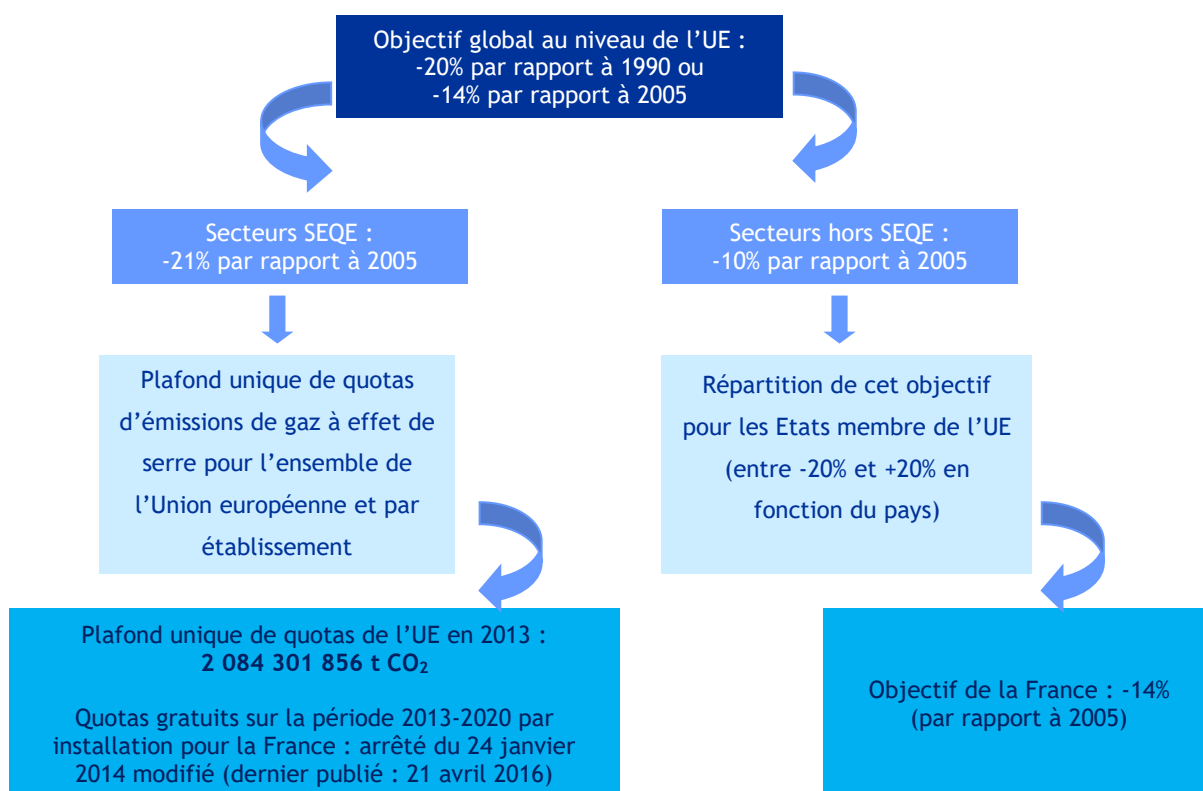 Objectif global au niveau de l’UE :
-20% par rapport à 1990 ou
-14% par rapport à 2005
Secteurs SEQE :
-21% par rapport à 2005
Secteurs hors SEQE :
-10% par rapport à 2005
Plafond unique de quotas
d’émissions de gaz à effet de
serre pour l’ensemble de
l’Union européenne et par
établissement
Répartition de cet objectif
pour les Etats membre de l’UE
(entre -20% et +20% en
fonction du pays)
Plafond unique de quotas de l’UE en 2013 :
2 084 301 856 t CO₂
Quotas gratuits sur la période 2013-2020 par
installation pour la France : arrêté du 24 janvier
2014 modifié (dernier publié : 21 avril 2016)
Objectif de la France : -14%
(par rapport à 2005)